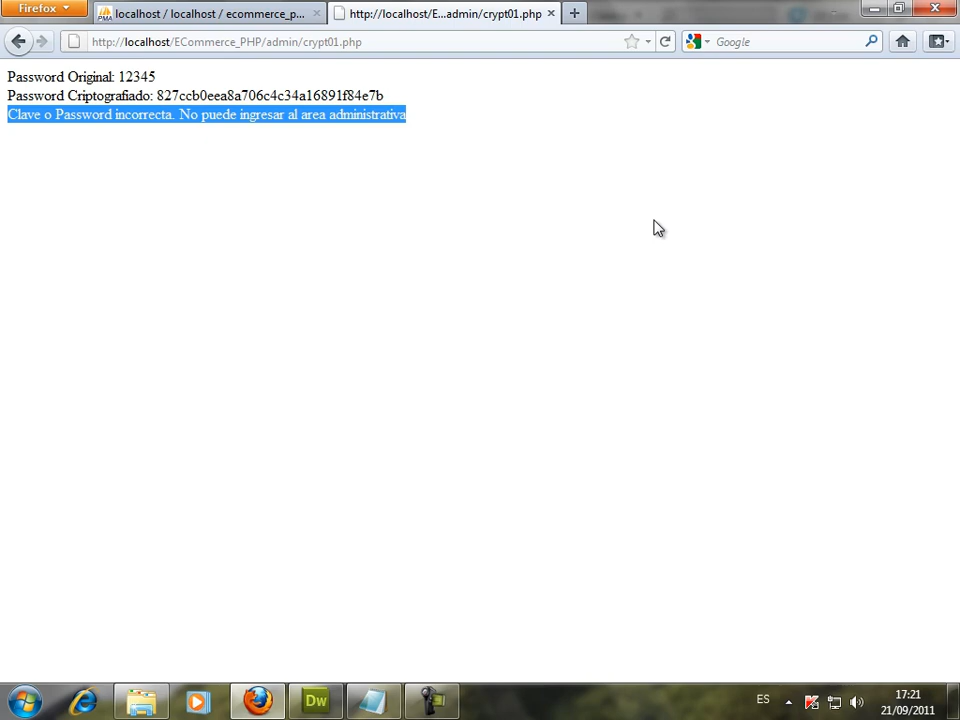 Firefox
localhost / localhost / ecommerce_p...
http://localhost/E...admin/crypt01.php
http://localhost/ECommerce_PHP/admin/crypt01.php
Google
Password Original: 12345
Password Criptografiado: 827ccb0eea8a706c4c34a16891f84e7b
Clave o Password incorrecta. No puede ingresar al area administrativa
Dw
ES
17:21
21/09/2011